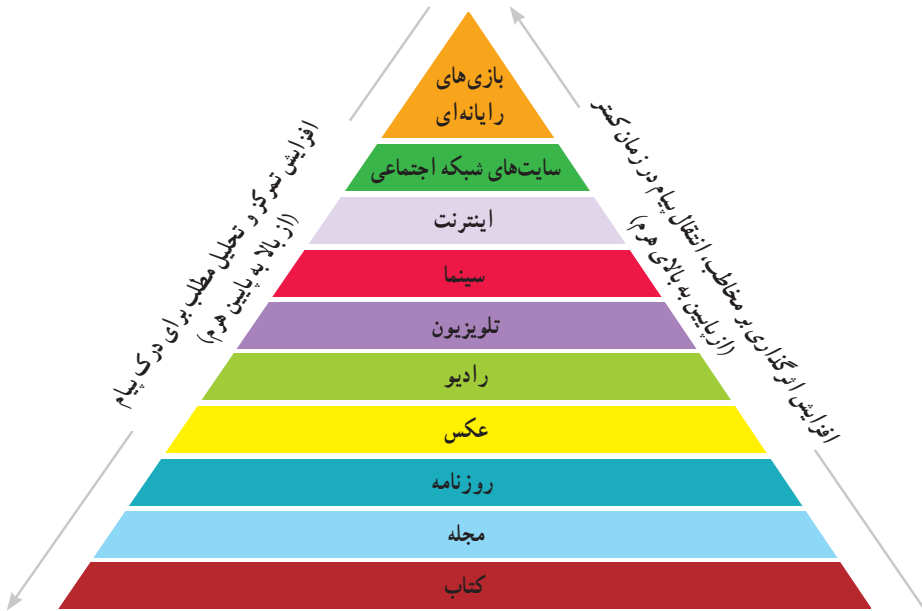 بازی‌های
رایانه‌ای
سایت‌های شبکه اجتماعی
اینترنت
سینما
تلویزیون
رادیو
عکس
روزنامه
مجله
کتاب
افزایش اثرگذاری بر مخاطب، انتقال پیام در زمان کمتر
(از پایین به بالای هرم)
افزایش تمرکز و تحلیل مطلب برای درک پیام
(از بالا به پایین هرم)